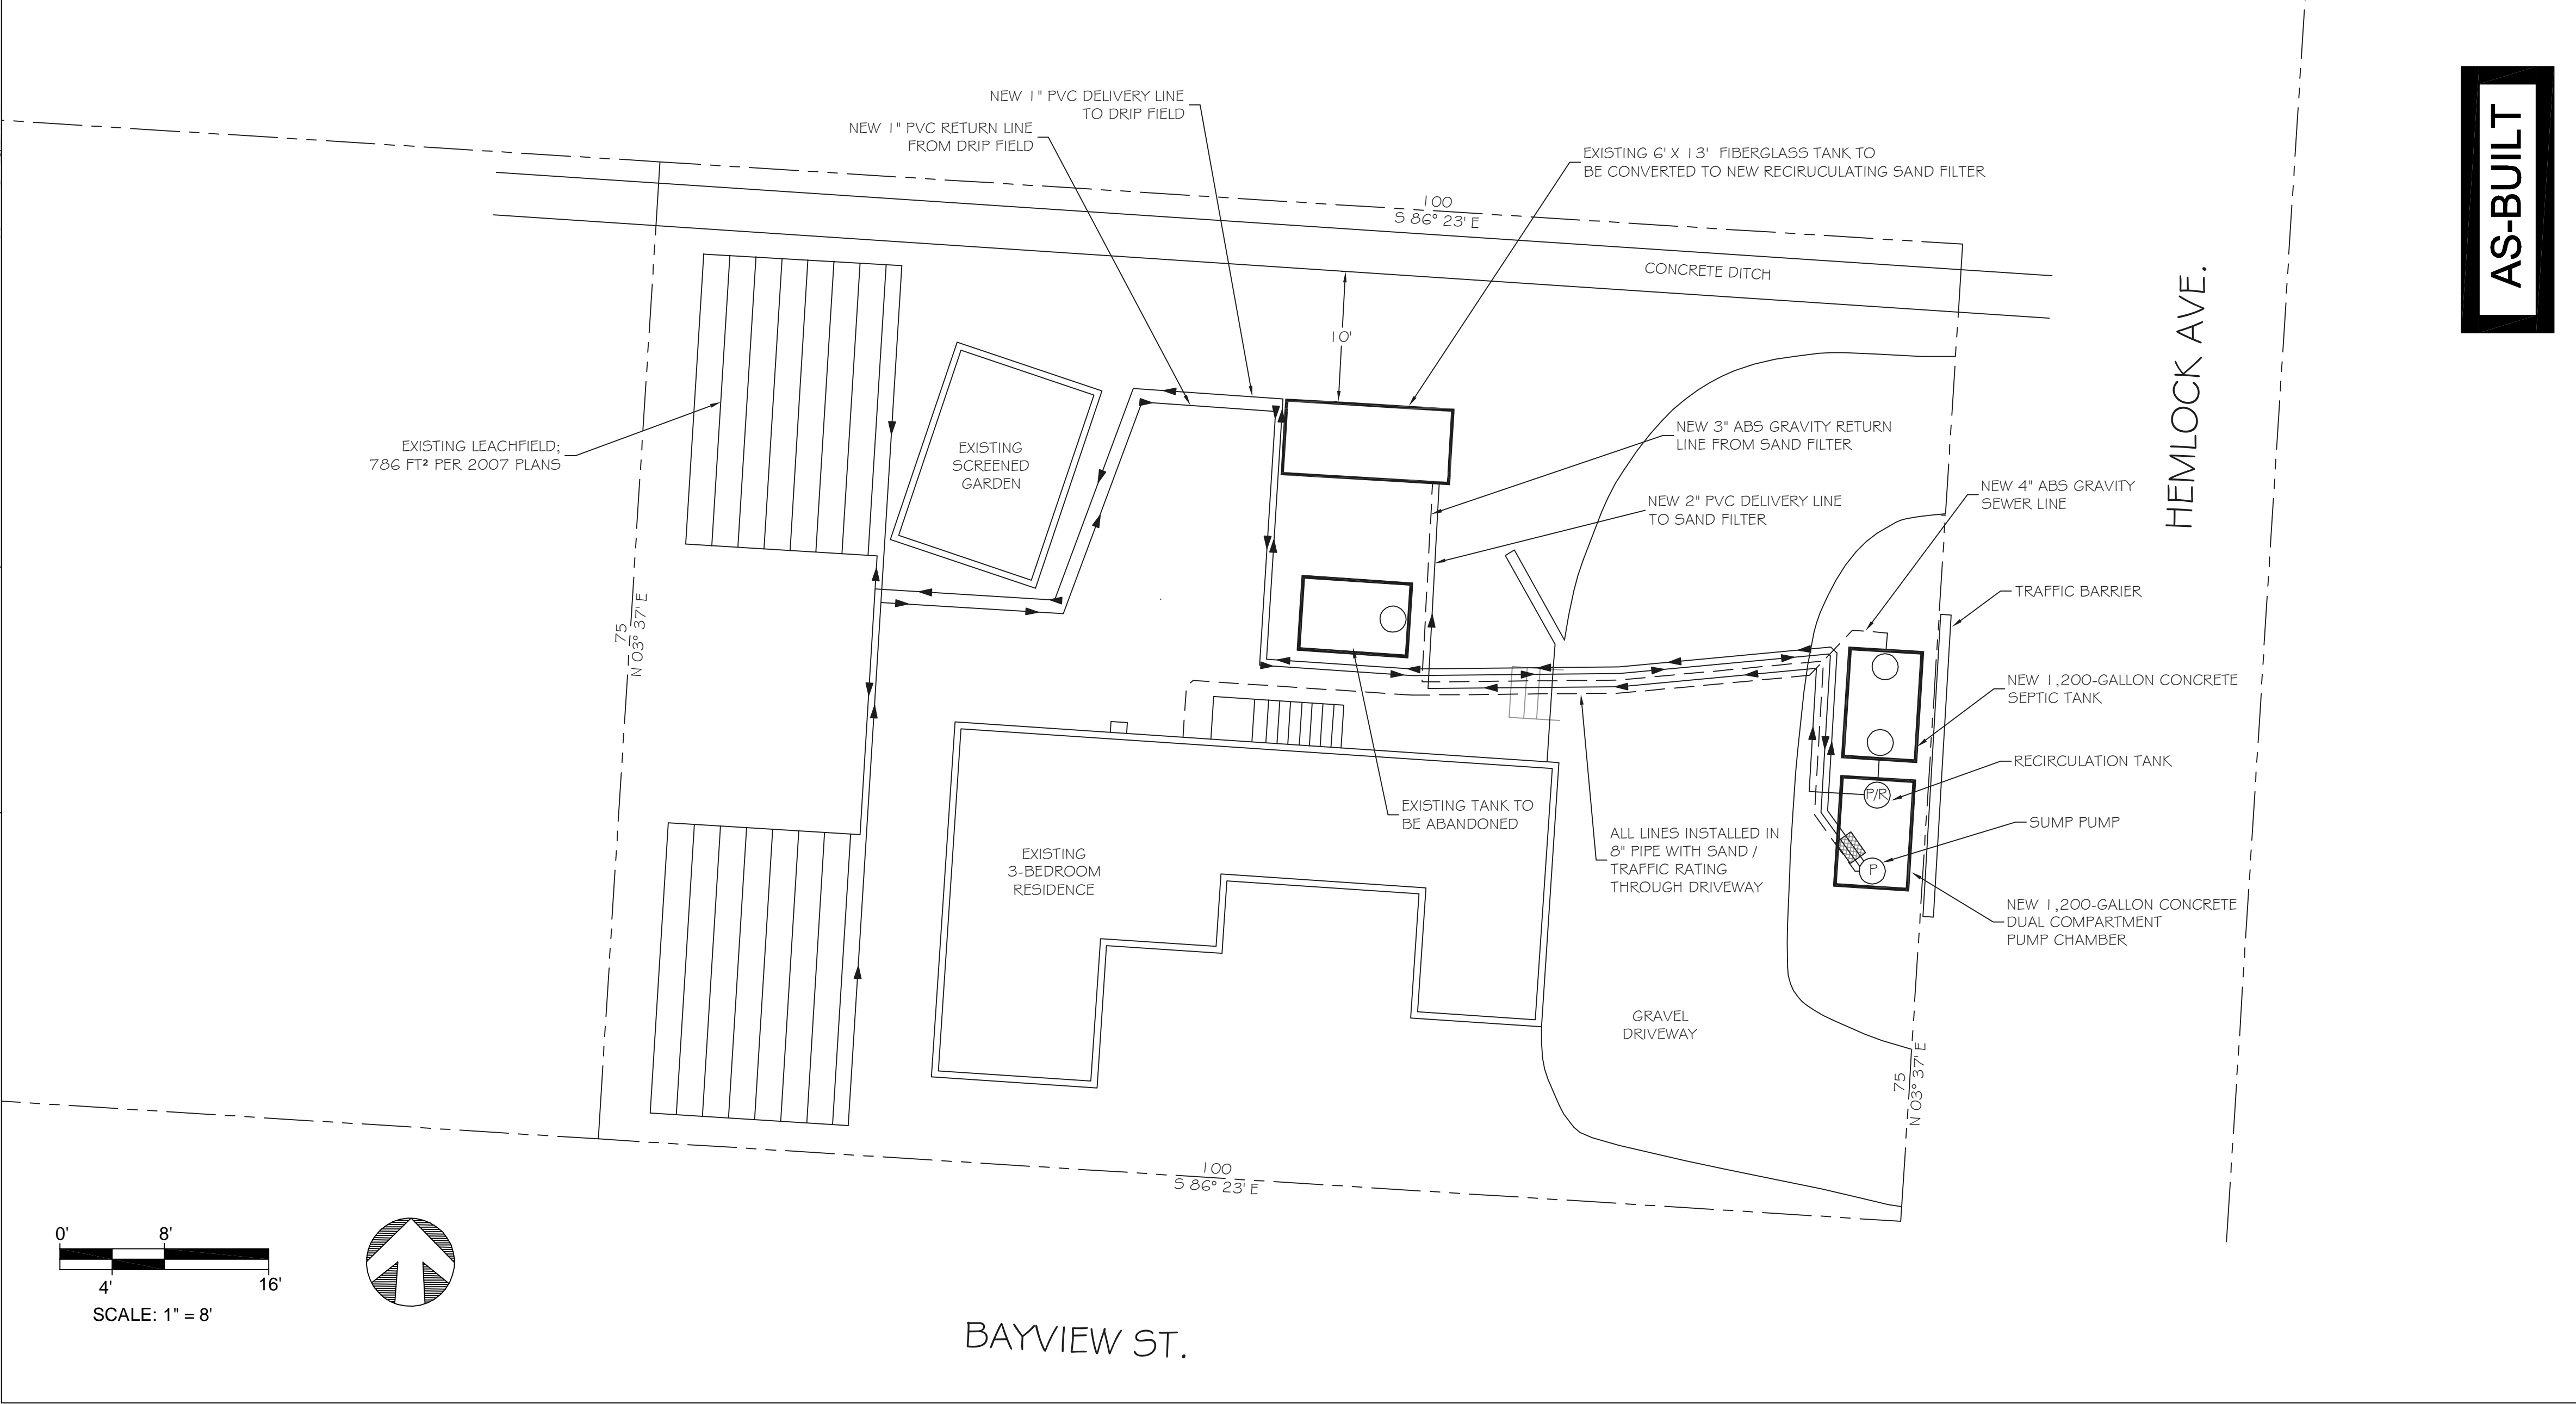 AS-BUILT
NEW 1" PVC DELIVERY LINE
TO DRIP FIELD
NEW 1" PVC RETURN LINE
FROM DRIP FIELD
EXISTING 6' X 13' FIBERGLASS TANK TO
BE CONVERTED TO NEW RECIRUCULATING SAND FILTER
100
S 86° 23' E
CONCRETE DITCH
HEMLOCK AVE.
10'
EXISTING LEACHFIELD;
786 FT² PER 2007 PLANS
EXISTING
SCREENED
GARDEN
NEW 3" ABS GRAVITY RETURN
LINE FROM SAND FILTER
NEW 2" PVC DELIVERY LINE
TO SAND FILTER
NEW 4" ABS GRAVITY
SEWER LINE
TRAFFIC BARRIER
75
N 03° 37' E
NEW 1,200-GALLON CONCRETE
SEPTIC TANK
RECIRCULATION TANK
P/R
SUMP PUMP
P
EXISTING TANK TO
BE ABANDONED
ALL LINES INSTALLED IN
8" PIPE WITH SAND /
TRAFFIC RATING
THROUGH DRIVEWAY
EXISTING
3-BEDROOM
RESIDENCE
NEW 1,200-GALLON CONCRETE
DUAL COMPARTMENT
PUMP CHAMBER
GRAVEL
DRIVEWAY
75
N 03° 37' E
100
S 86° 23' E
0'
8'
4'
16'
SCALE: 1" = 8'
BAYVIEW ST.